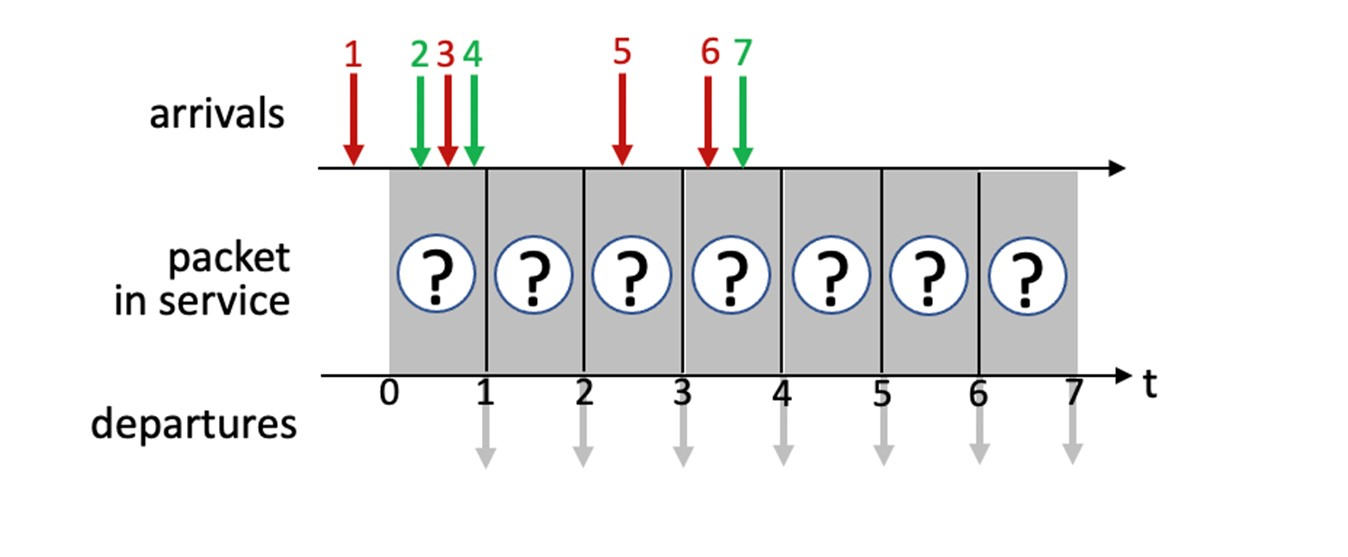 1 2 3 4 5 6 7
arrivals
packet
in service
? ? ? ? ? ? ?
0 1 2 3 4 5 6 7 t
departures